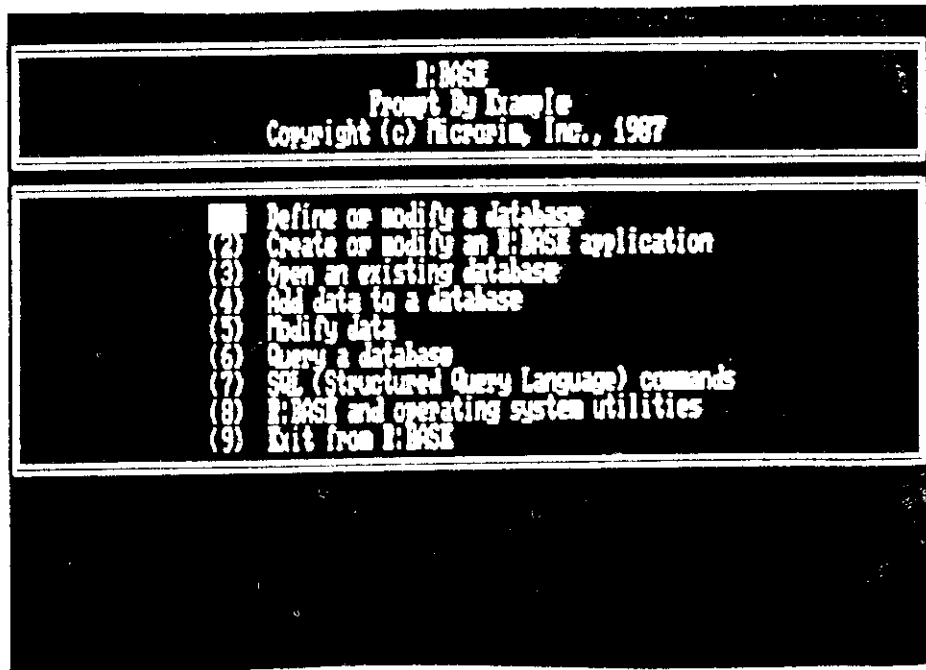 R:BASE
Prompt By Example
Copyright (c) Microrim, Inc., 1987
Define or modify a database
(2) Create or modify an R:BASE application
(3) Open an existing database
(4) Add data to a database
(5) Modify data
(6) Query a database
(7) SQL (Structured Query Language) commands
(8) R:BASE and operating system utilities
(9) Exit from R:BASE